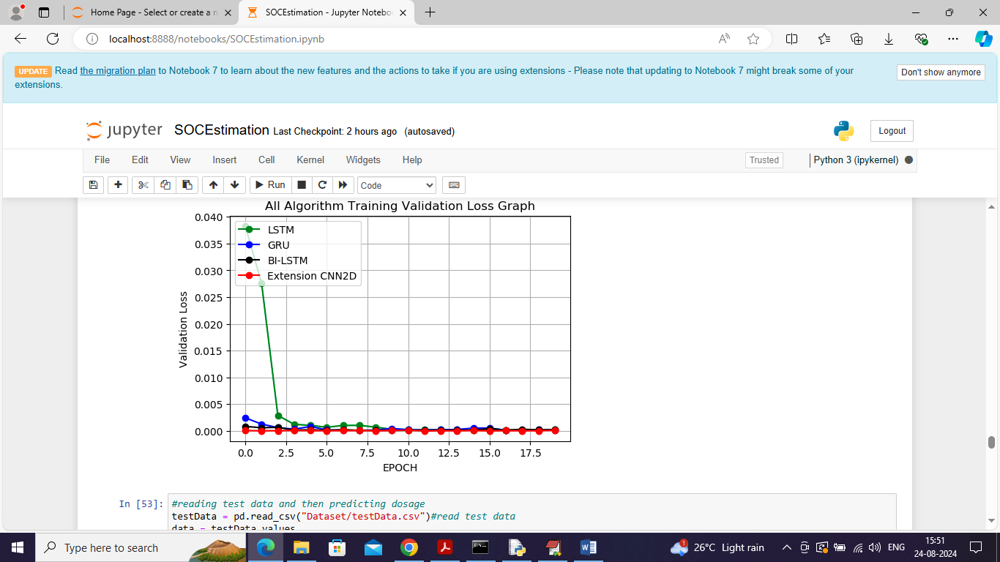 Home Page - Select or create a n
SOCEstimation - Jupyter Notebo
localhost:8888/notebooks/SOCEstimation.ipynb
UPDATE Read the migration plan to Notebook 7 to learn about the new features and the actions to take if you are using extensions - Please note that updating to Notebook 7 might break some of your
extensions.
Don't show anymore
jupyter SOCEstimation Last Checkpoint: 2 hours ago (autosaved)
Logout
File Edit View Insert Cell Kernel Widgets Help
Trusted
Python 3 (ipykernel)
Run
Code
All Algorithm Training Validation Loss Graph
LSTM
GRU
BI-LSTM
Extension CNN2D
Validation Loss
0.040
0.035
0.030
0.025
0.020
0.015
0.010
0.005
0.000
0.0 2.5 5.0 7.5 10.0 12.5 15.0 17.5
EPOCH
In [53]:
#reading test data and then predicting dosage
testData = pd.read_csv("Dataset/testData.csv")#read test data
data = testData.values
Type here to search
1
26°C Light rain
ENG
15:51
24-08-2024